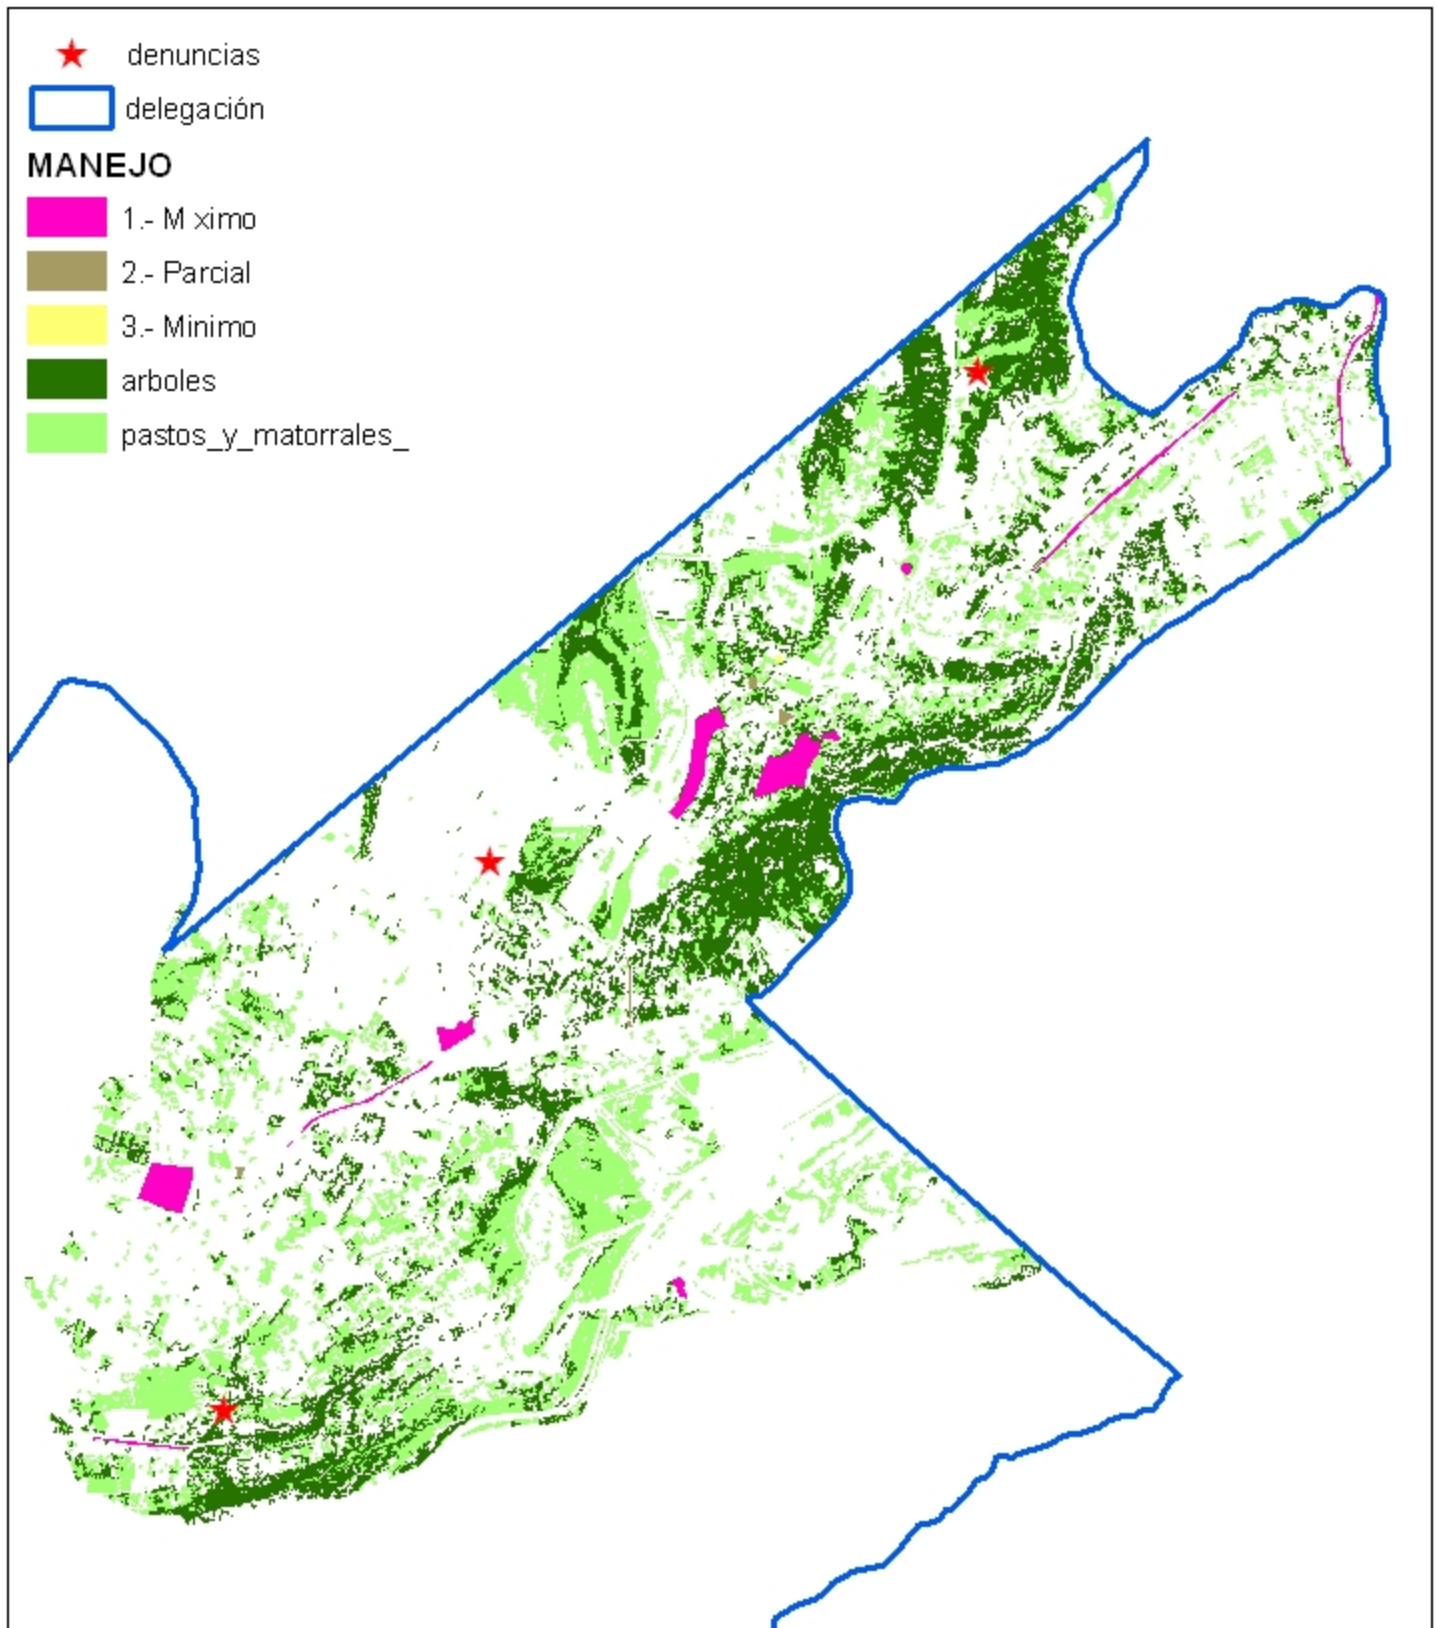 denuncias
delegación
MANEJO
1.- M ximo
2.- Parcial
3.- Minimo
arboles
pastos_y_matorrales_